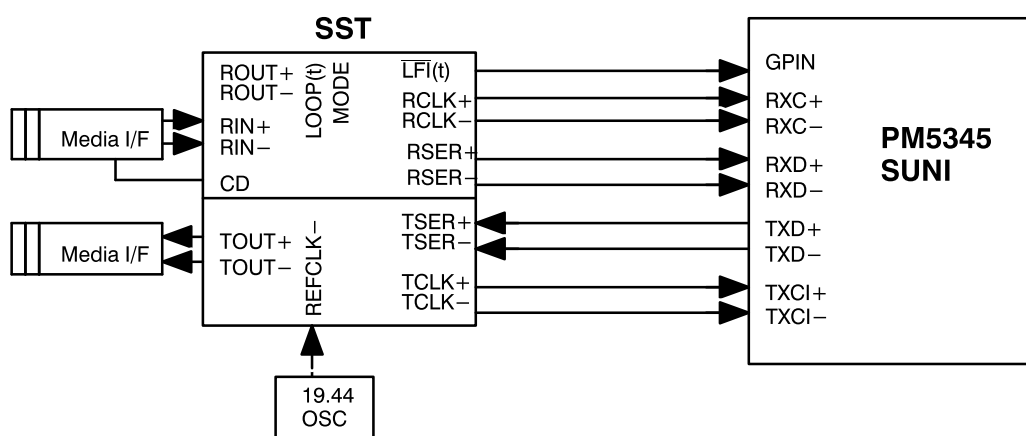 SST
ROUT+
ROUT−
RIN+
RIN−
CD
LOOP(t)
MODE
LFI(t)
RCLK+
RCLK−
RSER+
RSER−
Media I/F
GPIN
RXC+
RXC−
RXD+
RXD−
TXD+
TXD−
TXCI+
TXCI−
PM5345
SUNI
Media I/F
TOUT+
TOUT−
REFCLK−
TSER+
TSER−
TCLK+
TCLK−
19.44
OSC